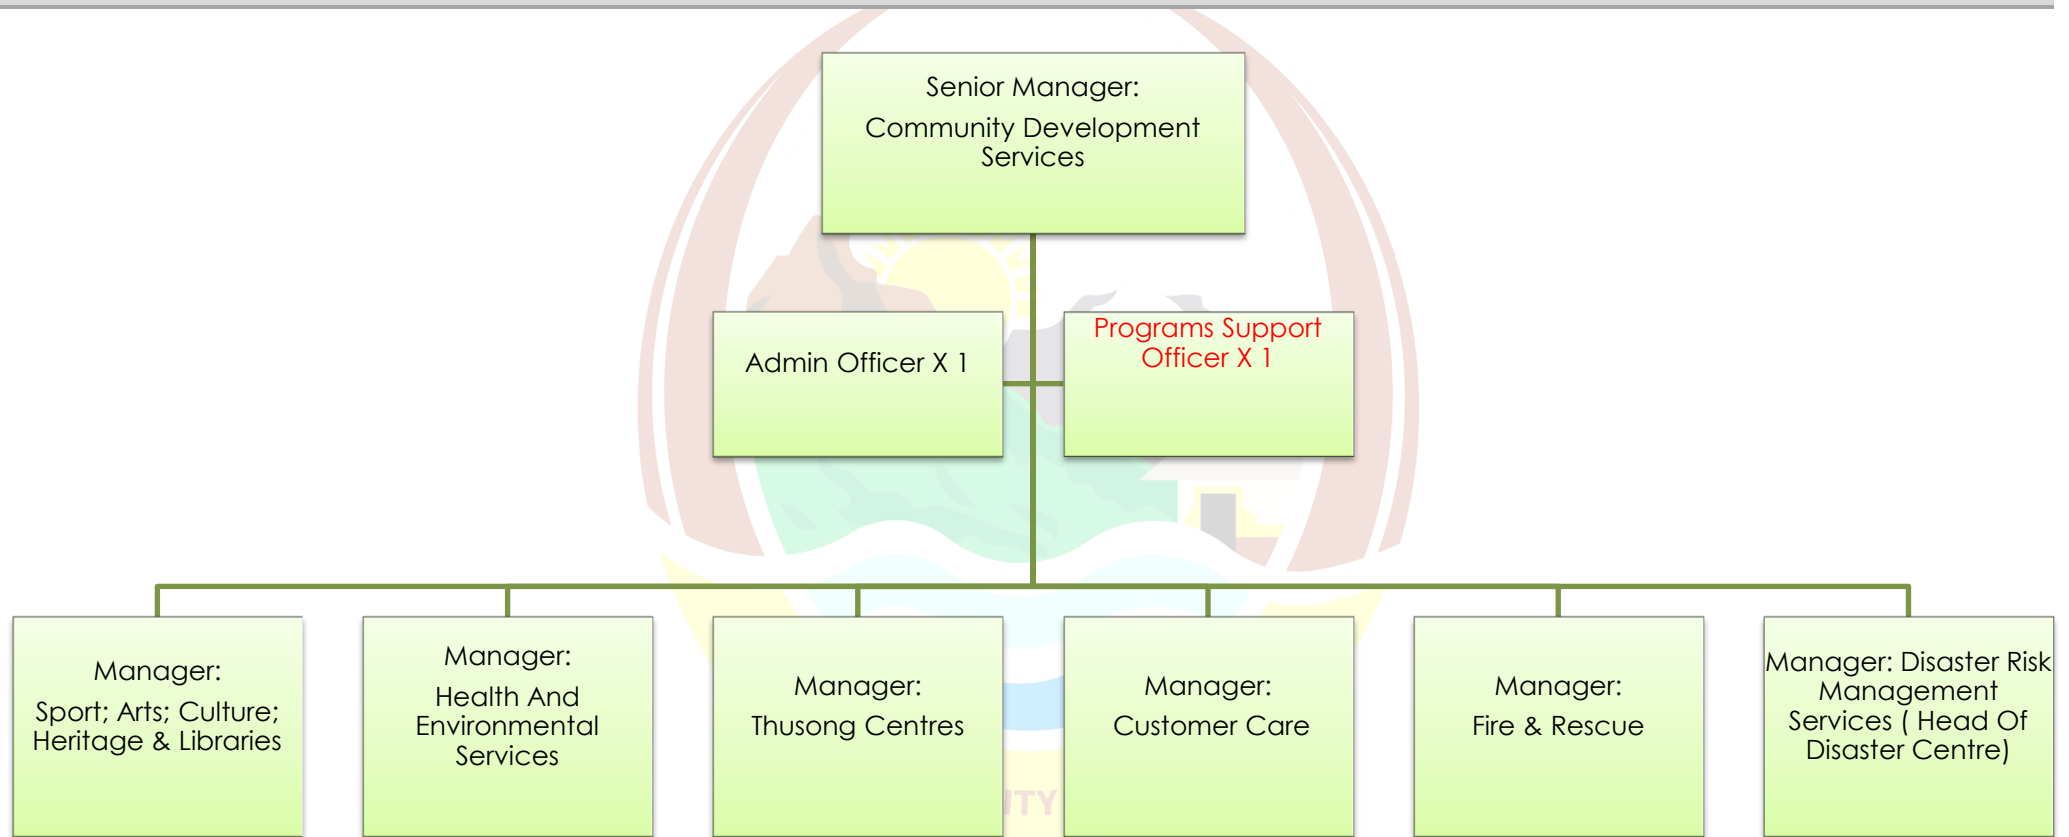 Senior Manager:
Community Development
Services
Admin Officer X 1
Programs Support
Officer X 1
Manager:
Sport; Arts; Culture;
Heritage & Libraries
Manager:
Health And
Environmental
Services
Manager:
Thusong Centres
Manager:
Customer Care
Manager:
Fire & Rescue
Manager: Disaster Risk
Management
Services ( Head Of
Disaster Centre)